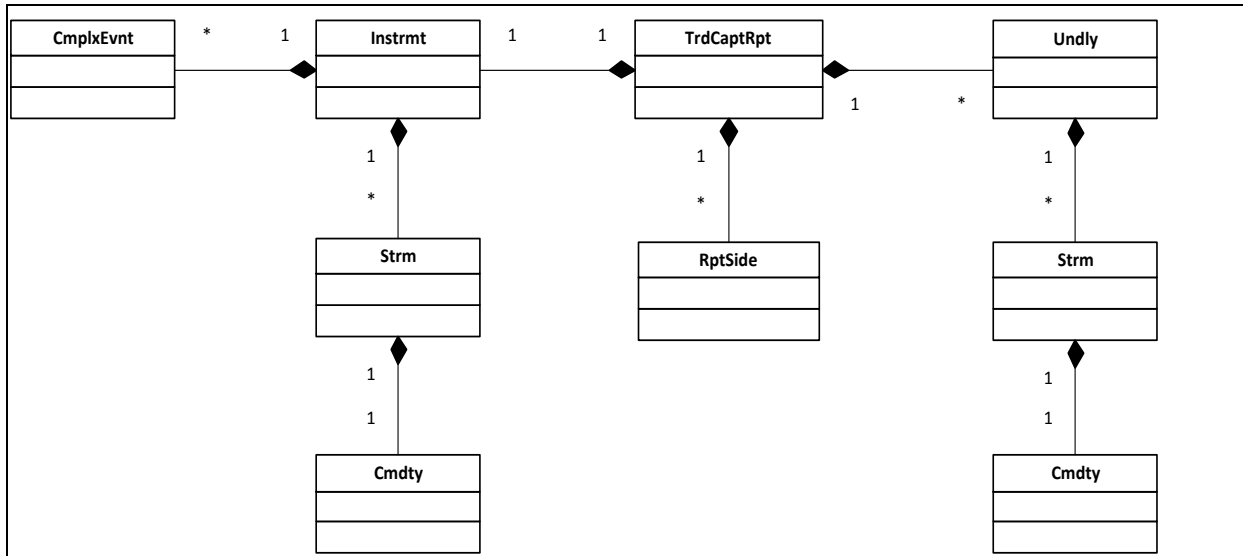 CmplxEvnt
*
1
Instrmt
1
1
TrdCaptRpt
Undly
1
*
1
*
1
*
1
*
Strm
RptSide
Strm
1
1
1
1
Cmdty
Cmdty